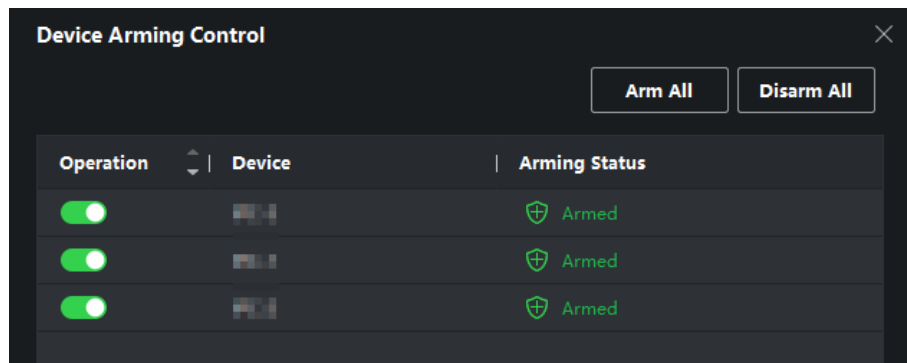 Device Arming Control
Arm All Disarm All
Operation Device Arming Status
Armed
Armed
Armed